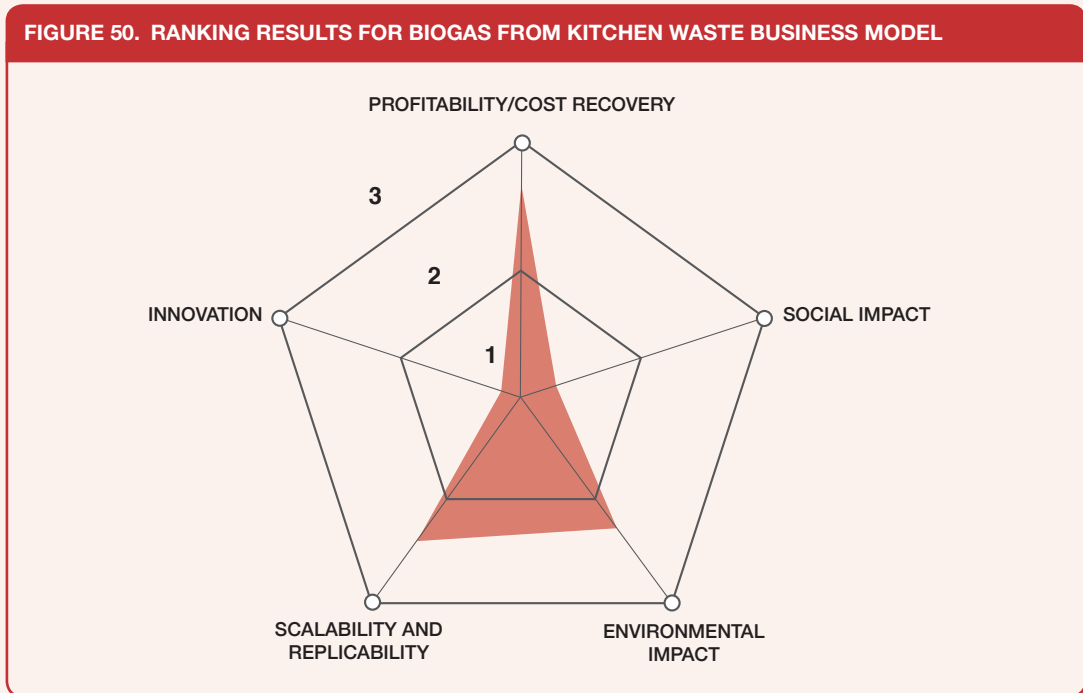 FIGURE 50. RANKING RESULTS FOR BIOGAS FROM KITCHEN WASTE BUSINESS MODEL
PROFITABILITY/COST RECOVERY
3
2
INNOVATION
SOCIAL IMPACT
1
SCALABILITY AND
REPLICABILITY
ENVIRONMENTAL
IMPACT